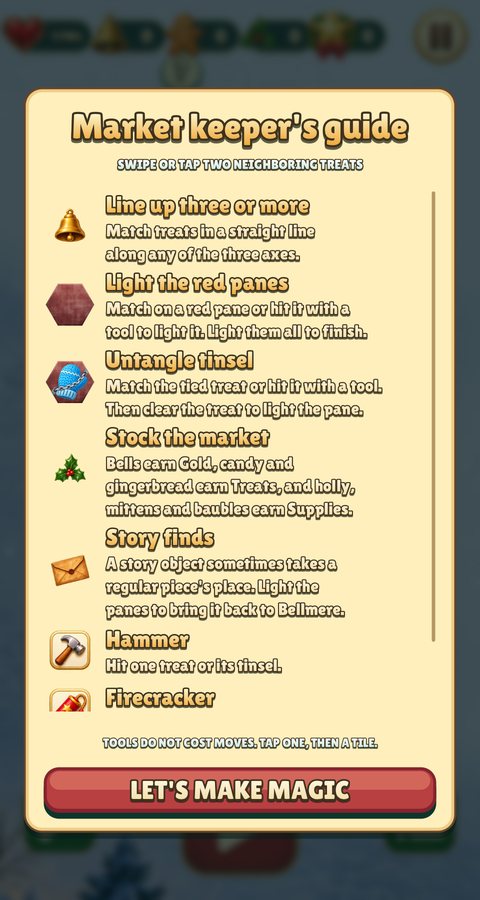 Market keeper's guide
SWIPE OR TAP TWO NEIGHBORING TREATS
Line up three or more
Match treats in a straight line
along any of the three axes.
Light the red panes
Match on a red pane or hit it with a
tool to light it. Light them all to finish.
Untangle tinsel
Match the tied treat or hit it with a tool.
Then clear the treat to light the pane.
Stock the market
Bells earn Gold, candy and
gingerbread earn Treats, and holly,
mittens and baubles earn Supplies.
Story finds
A story object sometimes takes a
regular piece's place. Light the
panes to bring it back to Bellmere.
Hammer
Hit one treat or its tinsel.
Firecracker
TOOLS DO NOT COST MOVES. TAP ONE, THEN A TILE.
LET'S MAKE MAGIC